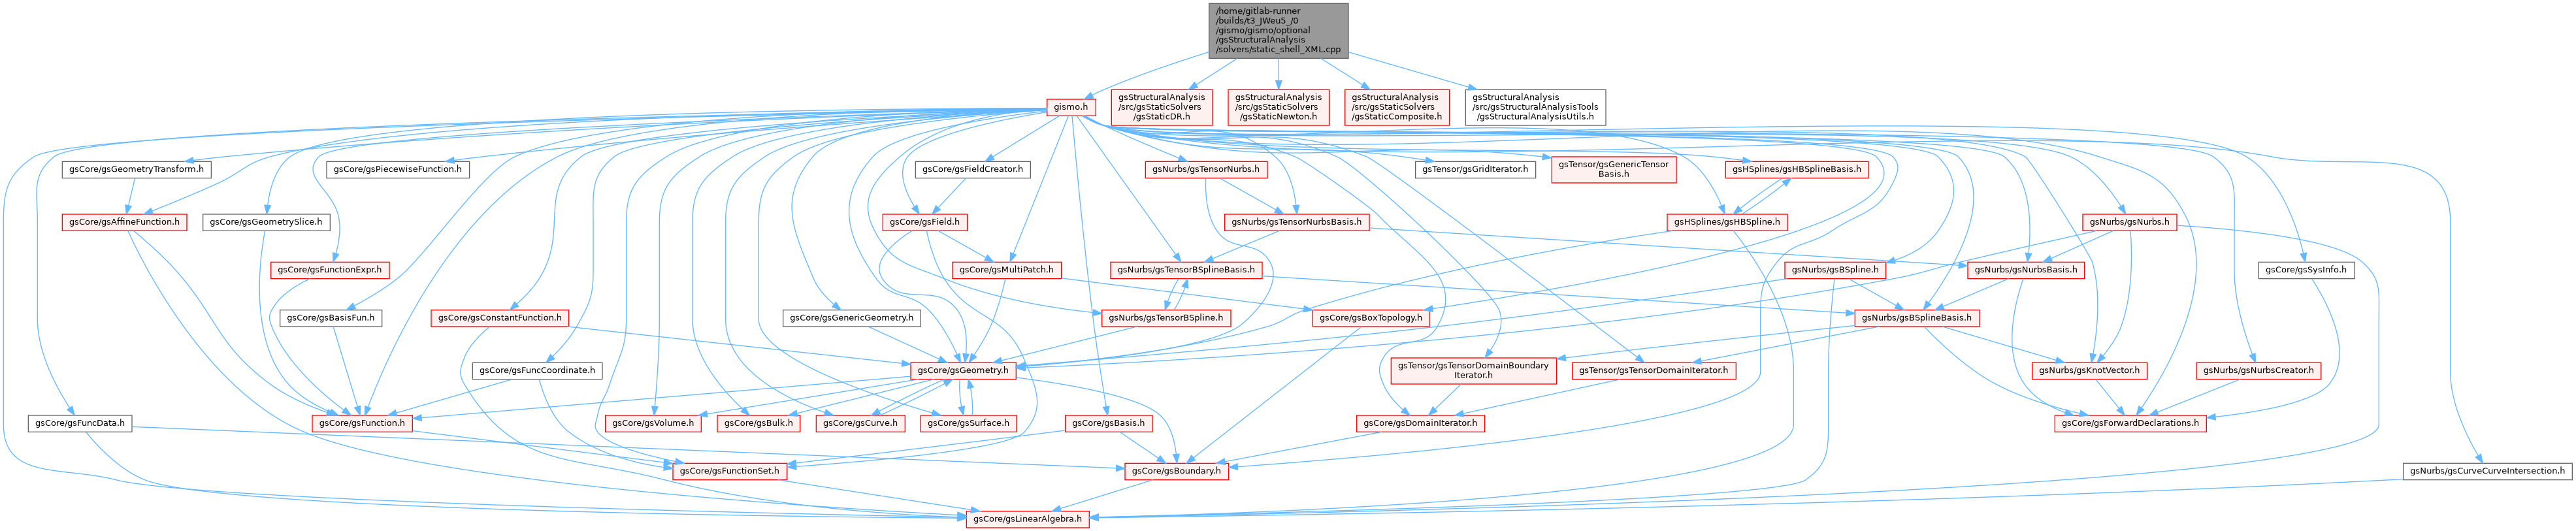 /home/gitlab-runner
/builds/t3_JWeu5_/0
/gismo/gismo/optional
/gsStructuralAnalysis
/solvers/static_shell_XML.cpp
gismo.h
gsStructuralAnalysis
/src/gsStaticSolvers
/gsStaticDR.h
gsStructuralAnalysis
/src/gsStaticSolvers
/gsStaticNewton.h
gsStructuralAnalysis
/src/gsStaticSolvers
/gsStaticComposite.h
gsStructuralAnalysis
/src/gsStructuralAnalysisTools
/gsStructuralAnalysisUtils.h
gsCore/gsGeometryTransform.h
gsCore/gsPiecewiseFunction.h
gsCore/gsFieldCreator.h
gsNurbs/gsTensorNurbs.h
gsTensor/gsGridIterator.h
gsTensor/gsGenericTensor
Basis.h
gsHSplines/gsHBSplineBasis.h
gsCore/gsAffineFunction.h
gsCore/gsGeometrySlice.h
gsCore/gsField.h
gsNurbs/gsTensorNurbsBasis.h
gsHSplines/gsHBSpline.h
gsNurbs/gsNurbs.h
gsCore/gsFunctionExpr.h
gsCore/gsMultiPatch.h
gsNurbs/gsTensorBSplineBasis.h
gsNurbs/gsBSpline.h
gsNurbs/gsNurbsBasis.h
gsCore/gsSysInfo.h
gsCore/gsBasisFun.h
gsCore/gsConstantFunction.h
gsCore/gsGenericGeometry.h
gsNurbs/gsTensorBSpline.h
gsCore/gsBoxTopology.h
gsNurbs/gsBSplineBasis.h
gsCore/gsFuncCoordinate.h
gsCore/gsGeometry.h
gsTensor/gsTensorDomainBoundary
Iterator.h
gsTensor/gsTensorDomainIterator.h
gsNurbs/gsKnotVector.h
gsNurbs/gsNurbsCreator.h
gsCore/gsFuncData.h
gsCore/gsFunction.h
gsCore/gsVolume.h
gsCore/gsBulk.h
gsCore/gsCurve.h
gsCore/gsSurface.h
gsCore/gsBasis.h
gsCore/gsDomainIterator.h
gsCore/gsForwardDeclarations.h
gsCore/gsFunctionSet.h
gsCore/gsBoundary.h
gsNurbs/gsCurveCurveIntersection.h
gsCore/gsLinearAlgebra.h